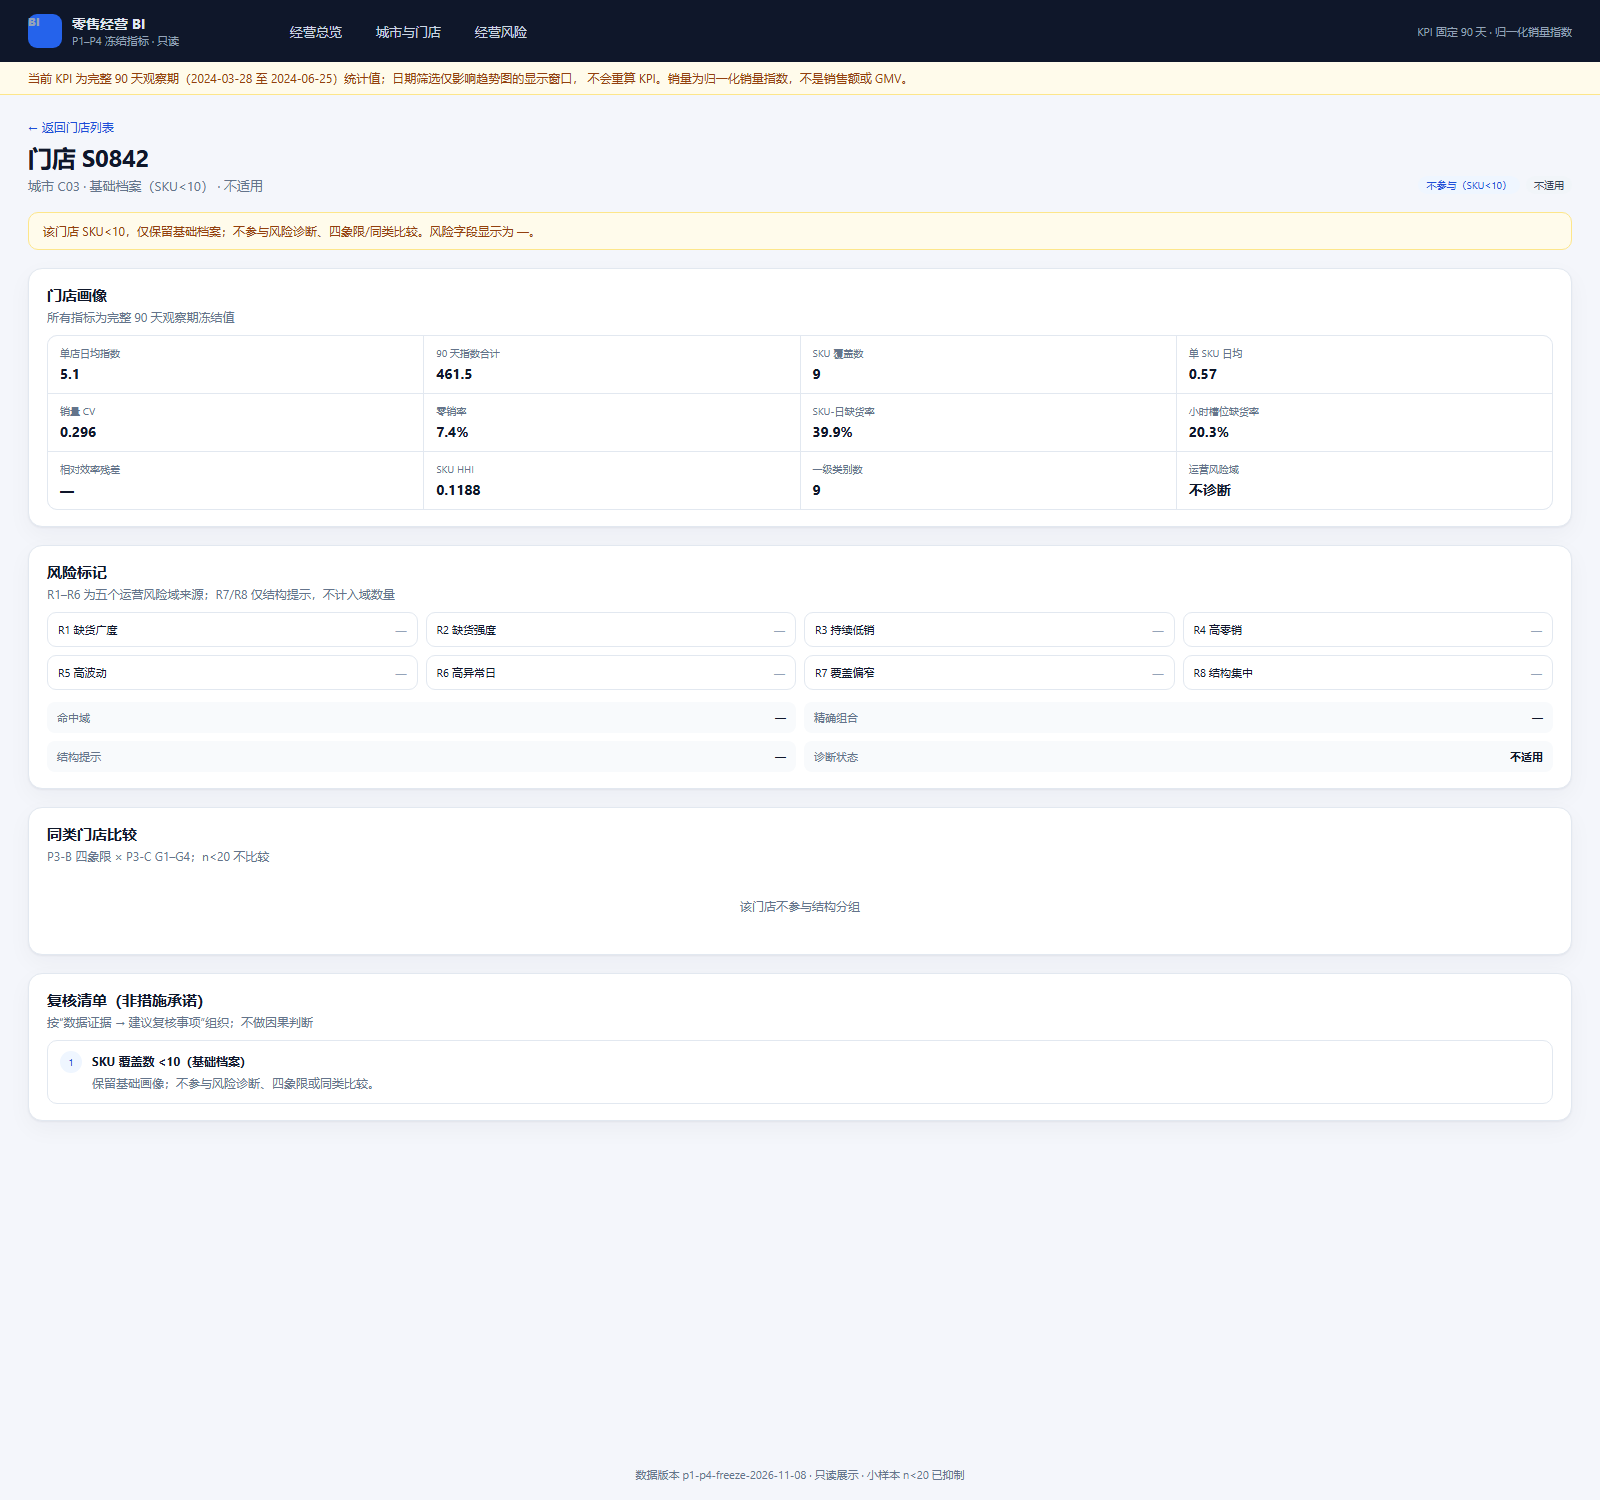 BI
零售经营 BI
P1–P4 冻结指标 · 只读
经营总览
城市与门店
经营风险
KPI 固定 90 天 · 归一化销量指数
当前 KPI 为完整 90 天观察期（2024-03-28 至 2024-06-25）统计值；日期筛选仅影响趋势图的显示窗口， 不会重算 KPI。销量为归一化销量指数，不是销售额或 GMV。
← 返回门店列表
门店 S0842
城市 C03 · 基础档案（SKU<10） · 不适用
不参与（SKU<10）
不适用
该门店 SKU<10，仅保留基础档案；不参与风险诊断、四象限/同类比较。风险字段显示为 —。
门店画像
所有指标为完整 90 天观察期冻结值
单店日均指数
90 天指数合计
SKU 覆盖数
单 SKU 日均
5.1
461.5
9
0.57
销量 CV
零销率
SKU-日缺货率
小时槽位缺货率
0.296
7.4%
39.9%
20.3%
相对效率残差
SKU HHI
一级类别数
运营风险域
—
0.1188
9
不诊断
风险标记
R1–R6 为五个运营风险域来源；R7/R8 仅结构提示，不计入域数量
R1 缺货广度 —
R2 缺货强度 —
R3 持续低销 —
R4 高零销 —
R5 高波动 —
R6 高异常日 —
R7 覆盖偏窄 —
R8 结构集中 —
命中域 —
精确组合 —
结构提示 —
诊断状态 不适用
同类门店比较
P3-B 四象限 × P3-C G1–G4；n<20 不比较
该门店不参与结构分组
复核清单（非措施承诺）
按“数据证据 → 建议复核事项”组织；不做因果判断
1
SKU 覆盖数 <10（基础档案）
保留基础画像；不参与风险诊断、四象限或同类比较。
数据版本 p1-p4-freeze-2026-11-08 · 只读展示 · 小样本 n<20 已抑制